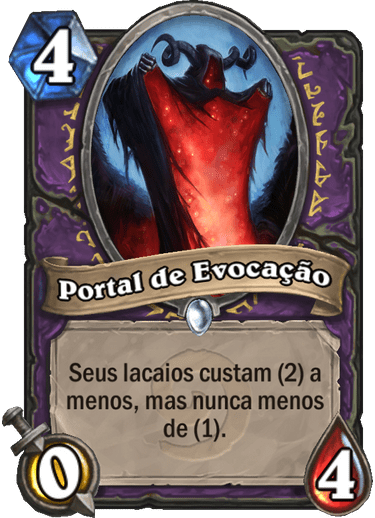 4
Portal de Evocação
Seus lacaios custam (2) a
menos, mas nunca menos
de (1).
0
4